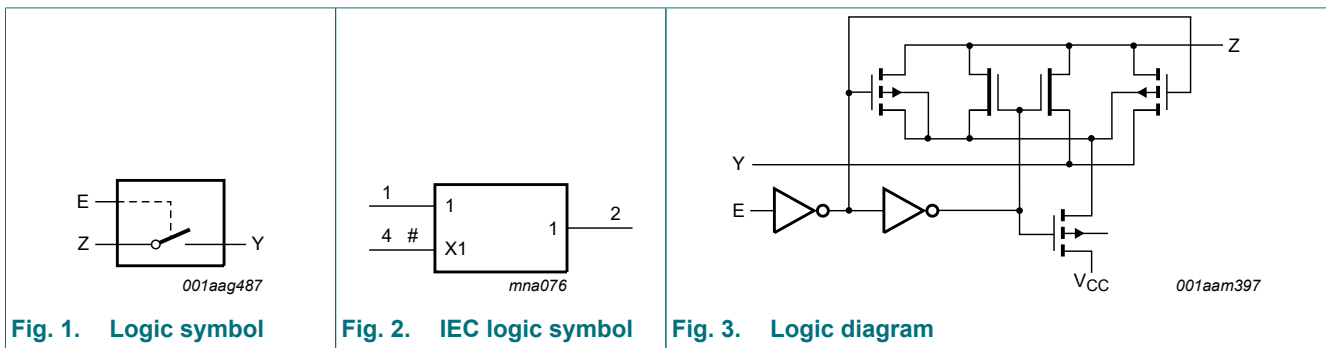 E
Z
Y
001aag487
Fig. 1. Logic symbol
1
4 #
1
X1
1
2
mna076
Fig. 2. IEC logic symbol
Z
Y
E
VCC
001aam397
Fig. 3. Logic diagram